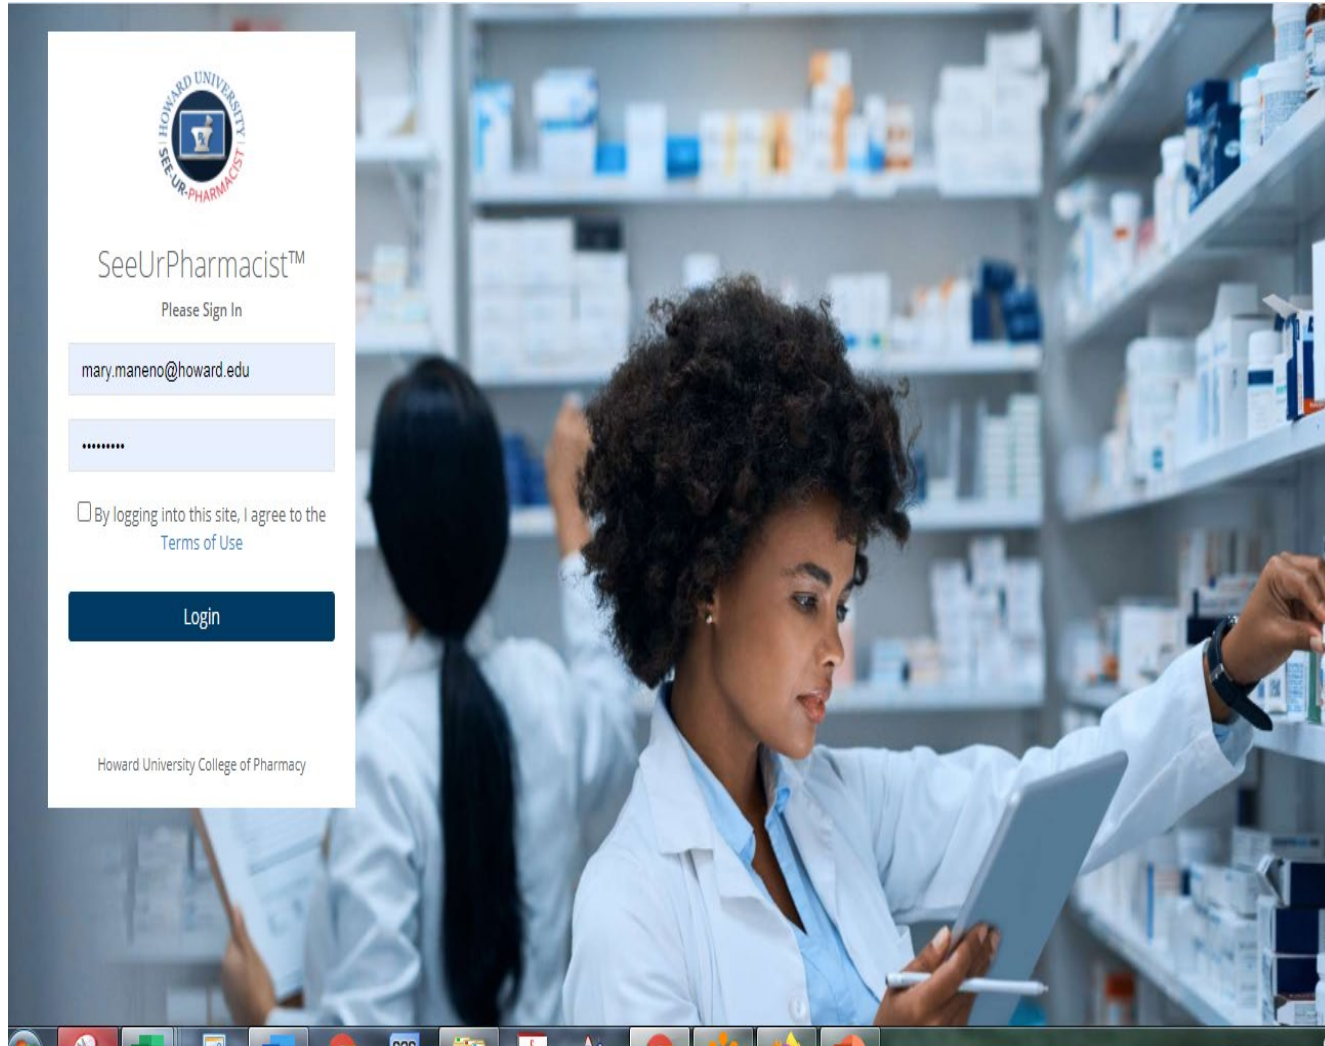 HOWARD UNIVERSITY
SEE-UR-PHARMACIST
SeeUrPharmacist™
Please Sign In
mary.maneno@howard.edu
•••••••••
By logging into this site, I agree to the
Terms of Use
Login
Howard University College of Pharmacy